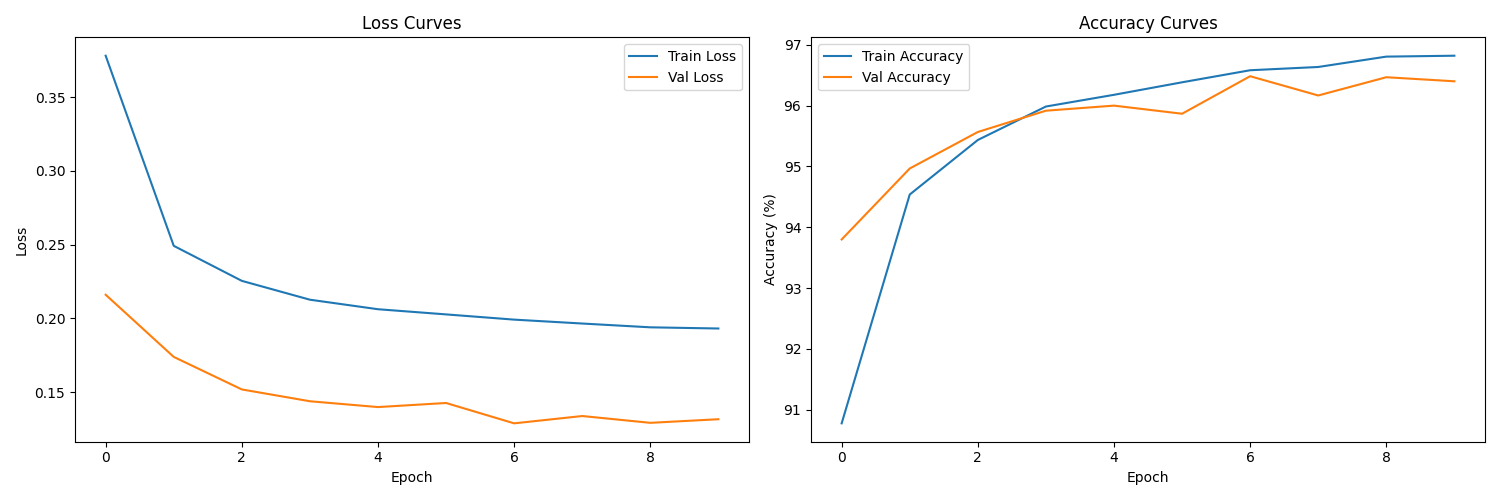 Loss Curves
Train Loss
Val Loss
0.35
0.30
0.25
0.20
0.15
Loss
0 2 4 6 8
Epoch
Accuracy Curves
Train Accuracy
Val Accuracy
97
96
95
94
93
92
91
Accuracy (%)
0 2 4 6 8
Epoch